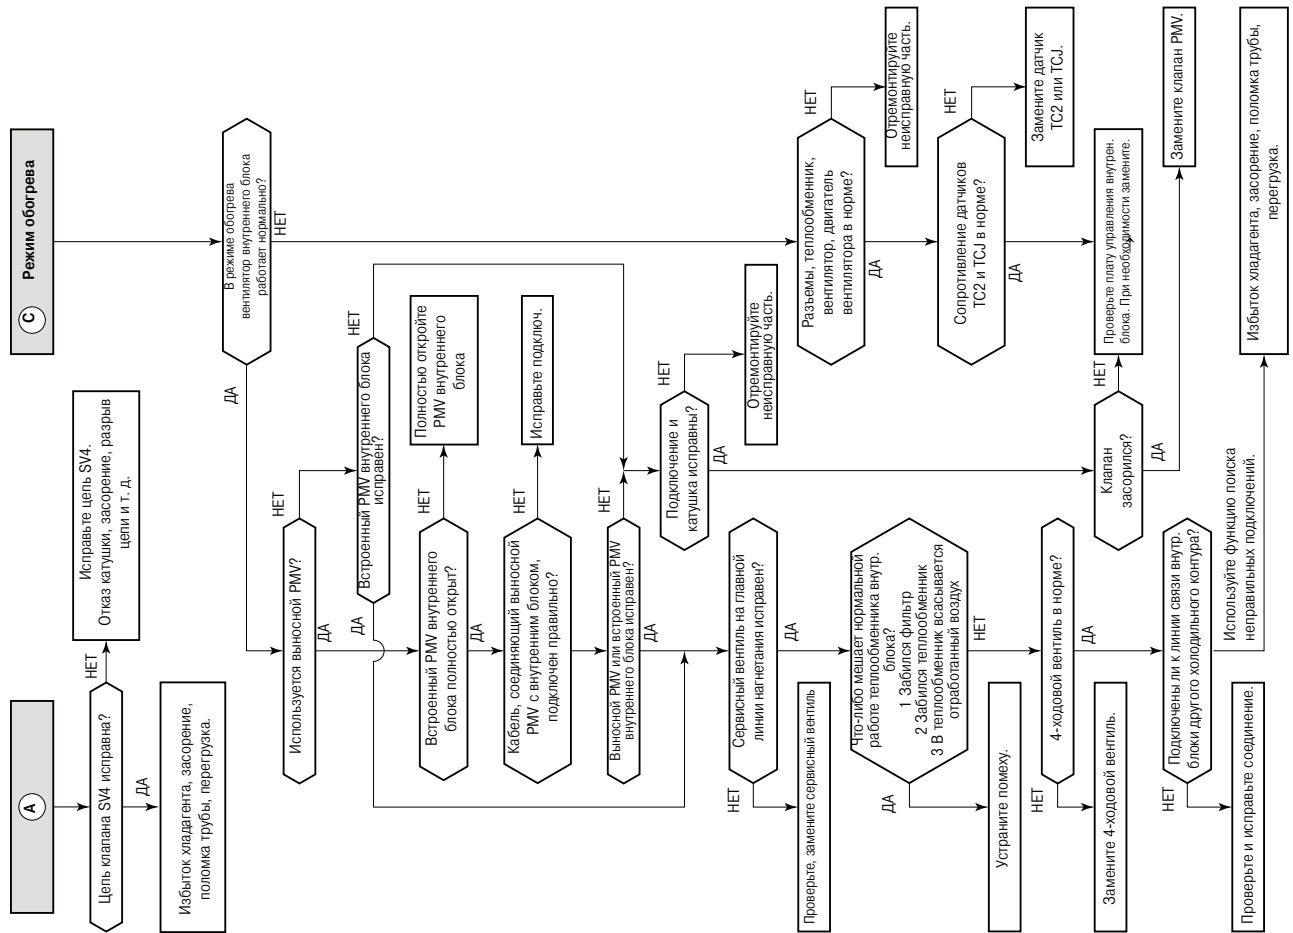 A
Цепь клапана SV4 исправна?
НЕТ
Исправьте цепь SV4.
Отказ катушки, засорение, разрыв
цепи и т. д.
ДА
Избыток хладагента, засорение,
поломка трубы, перегрузка.
C Режим обогрева
В режиме обогрева
вентилятор внутреннего блока
работает нормально?
ДА
НЕТ
Используется выносной PMV?
НЕТ
ДА
Встроенный PMV внутреннего блока
исправен?
НЕТ
ДА
Встроенный PMV внутреннего
блока полностью открыт?
НЕТ
Полностью откройте
PMV внутреннего
блока
ДА
Кабель, соединяющий выносной
PMV с внутренним блоком,
подключен правильно?
НЕТ
Исправьте подключ.
Выносной PMV или встроенный PMV
внутреннего блока исправен?
НЕТ
ДА
Подключение и
катушка исправны?
НЕТ
Отремонтируйте
неисправную часть.
ДА
Сервисный вентиль на главной
линии нагнетания исправен?
НЕТ
Проверьте, замените сервисный вентиль
ДА
Что-либо мешает нормальной
работе теплообменника внутр.
блока?
1 Забился фильтр
2 Забился теплообменник
3 В теплообменник всасывается
отработанный воздух
ДА
Устраните помеху.
НЕТ
4-ходовой вентиль в норме?
НЕТ
Замените 4-ходовой вентиль.
ДА
Подключены ли к линии связи внутр.
блоки другого холодильного контура?
НЕТ
Проверьте и исправьте соединение.
Используйте функцию поиска
неправильных подключений.
Избыток хладагента, засорение, поломка трубы,
перегрузка.
Разъемы, теплообменник,
вентилятор, двигатель
вентилятора в норме?
НЕТ
Отремонтируйте
неисправную часть.
ДА
Сопротивление датчиков
TC2 и TCJ в норме?
НЕТ
Замените датчик
TC2 или TCJ.
ДА
Проверьте плату управления внутрен.
блока. При необходимости замените.
Клапан
засорился?
НЕТ
ДА
Замените клапан PMV.